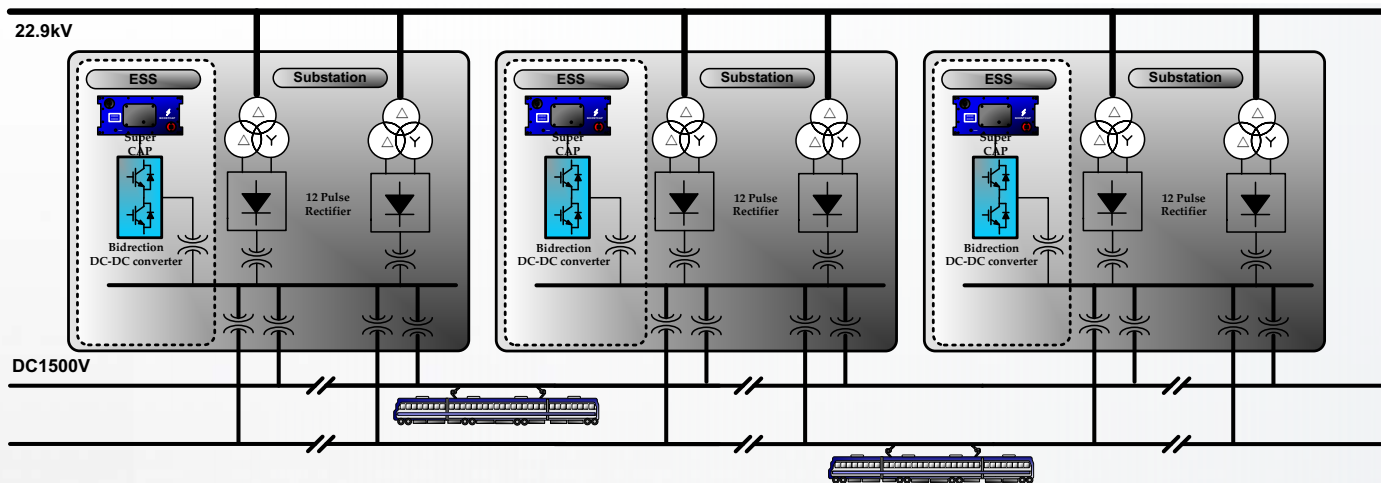 22.9kV
ESS
Substation
Super
CAP
12 Pulse
Rectifier
Bidrection
DC-DC converter
ESS
Substation
Super
CAP
12 Pulse
Rectifier
Bidrection
DC-DC converter
ESS
Substation
Super
CAP
12 Pulse
Rectifier
Bidrection
DC-DC converter
DC1500V